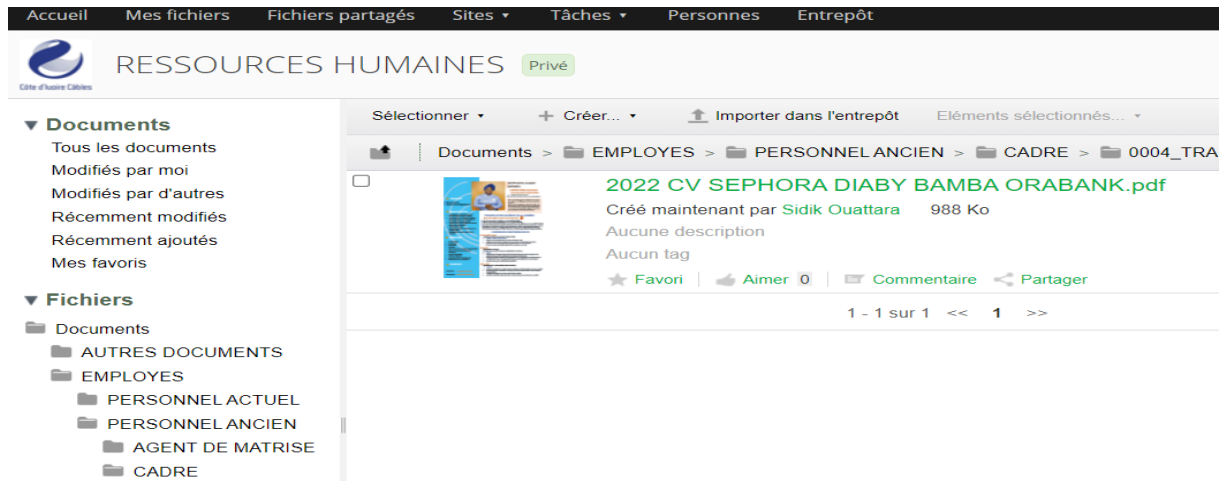 Accueil Mes fichiers Fichiers partagés Sites Tâches Personnes Entrepôt
Côte d'Ivoire Câbles
RESSOURCES HUMAINES Privé
Documents
Tous les documents
Modifiés par moi
Modifiés par d'autres
Récemment modifiés
Récemment ajoutés
Mes favoris
Fichiers
Documents
AUTRES DOCUMENTS
EMPLOYES
PERSONNEL ACTUEL
PERSONNEL ANCIEN
AGENT DE MATRISE
CADRE
Sélectionner + Créer... Importer dans l'entrepôt Eléments sélectionnés...
Documents > EMPLOYES > PERSONNEL ANCIEN > CADRE > 0004_TRA
2022 CV SEPHORA DIABY BAMBA ORABANK.pdf
Créé maintenant par Sidik Ouattara 988 Ko
Aucune description
Aucun tag
Favori Aimer 0 Commentaire Partager
1 - 1 sur 1 << 1 >>